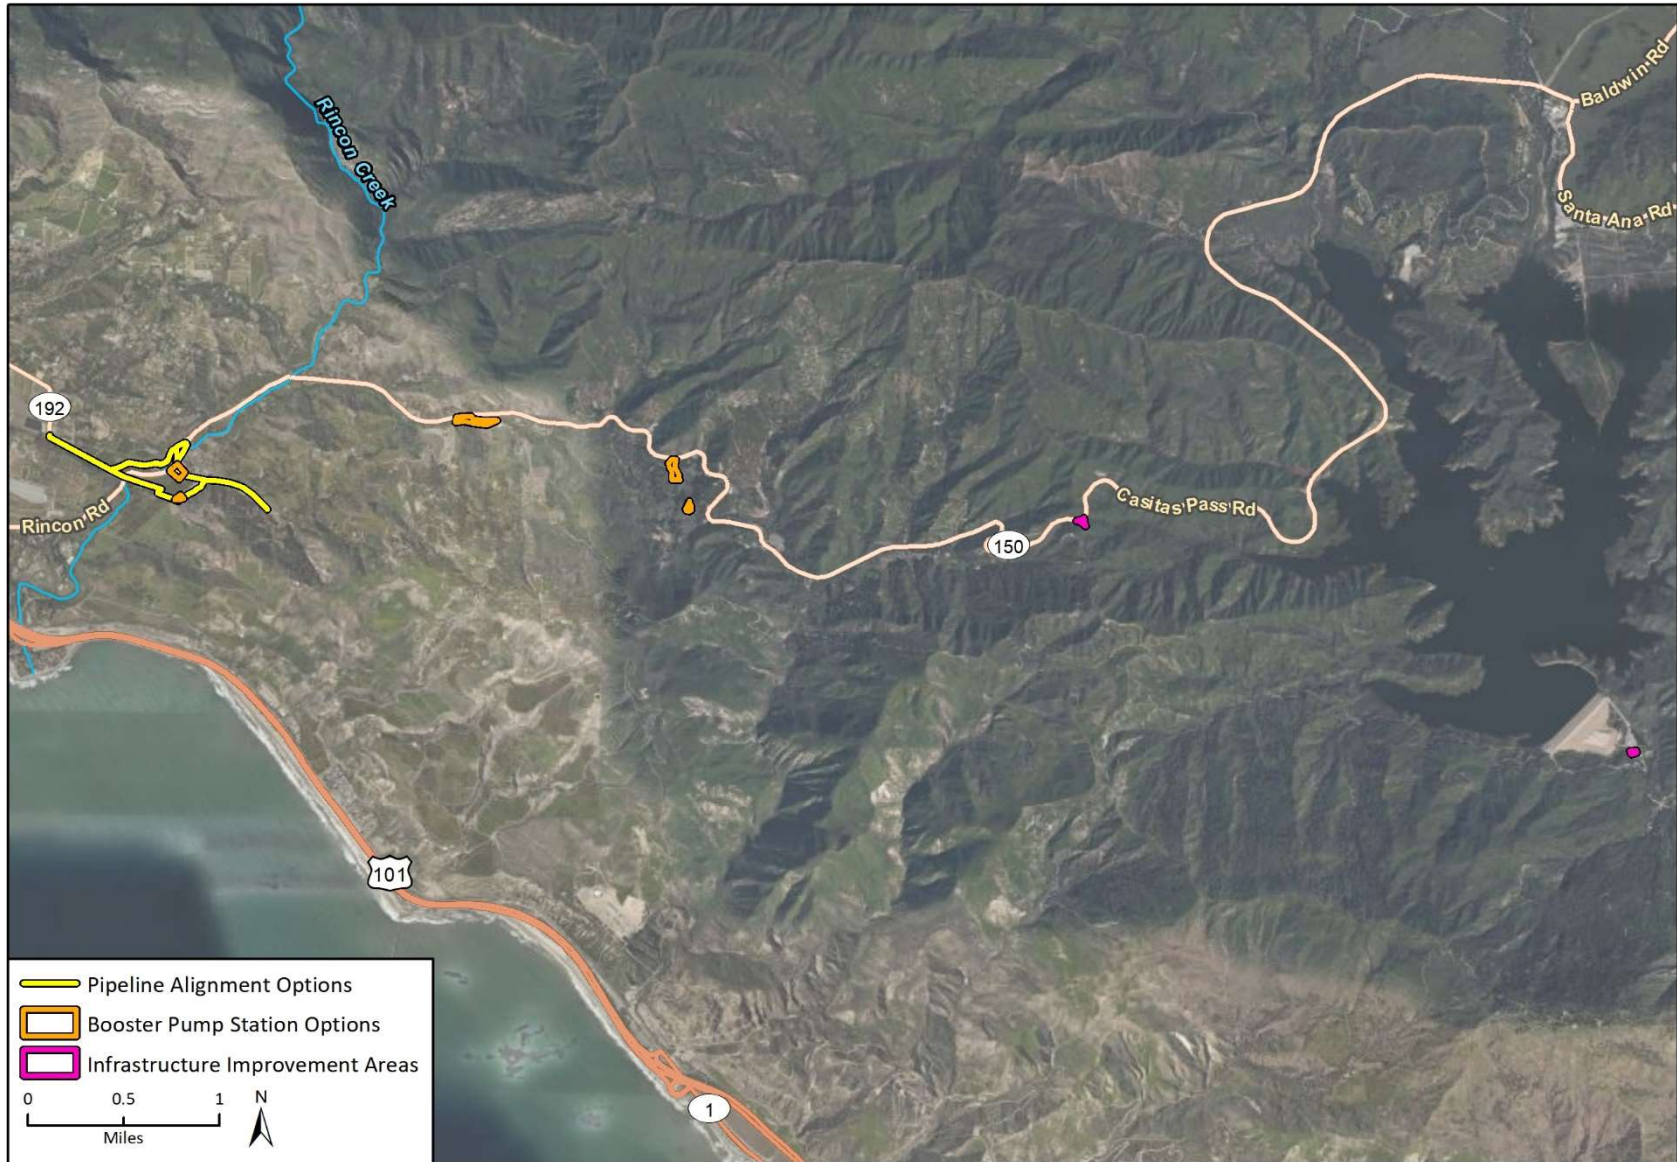 Baldwin Rd
Rincon Creek
Santa Ana Rd
192
Casitas Pass Rd
Rincon Rd
150
101
1
Pipeline Alignment Options
Booster Pump Station Options
Infrastructure Improvement Areas
0 0.5 1 N
Miles